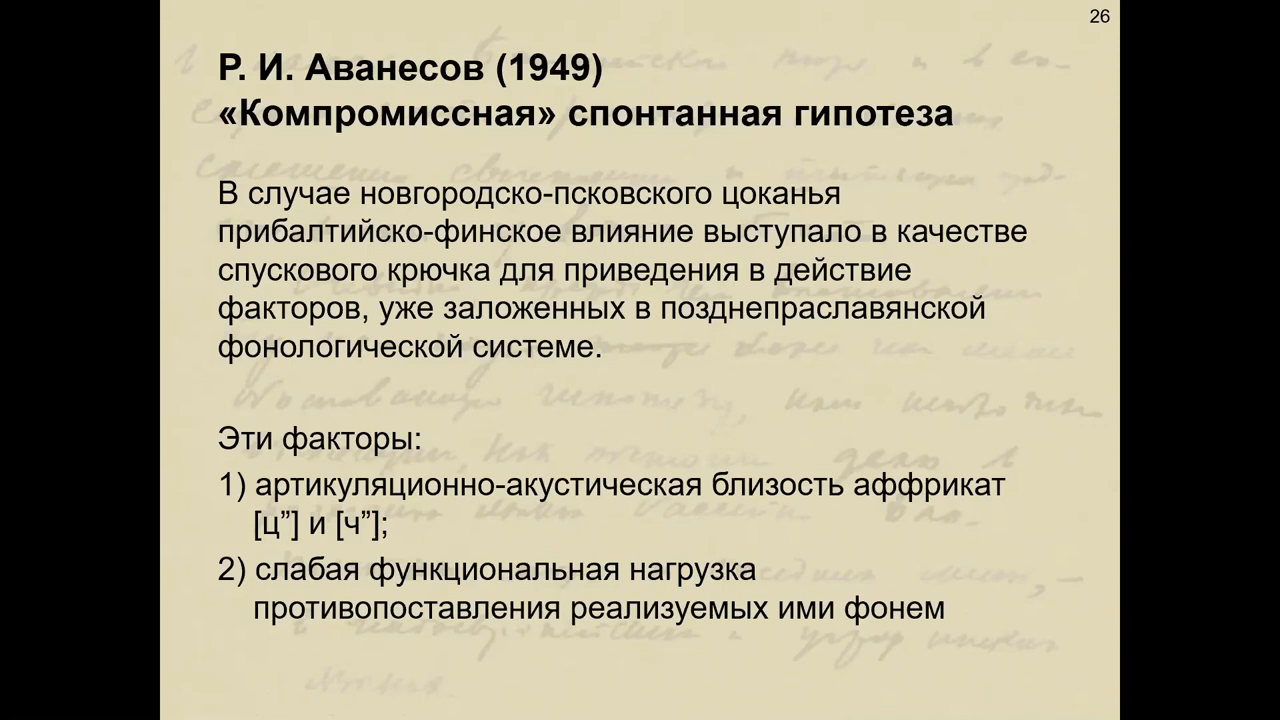 26
Р. И. Аванесов (1949)
«Компромиссная» спонтанная гипотеза
В случае новгородско-псковского цоканья
прибалтийско-финское влияние выступало в качестве
спускового крючка для приведения в действие
факторов, уже заложенных в позднепраславянской
фонологической системе.
Эти факторы:
1) артикуляционно-акустическая близость аффрикат
[ц”] и [ч”];
2) слабая функциональная нагрузка
противопоставления реализуемых ими фонем